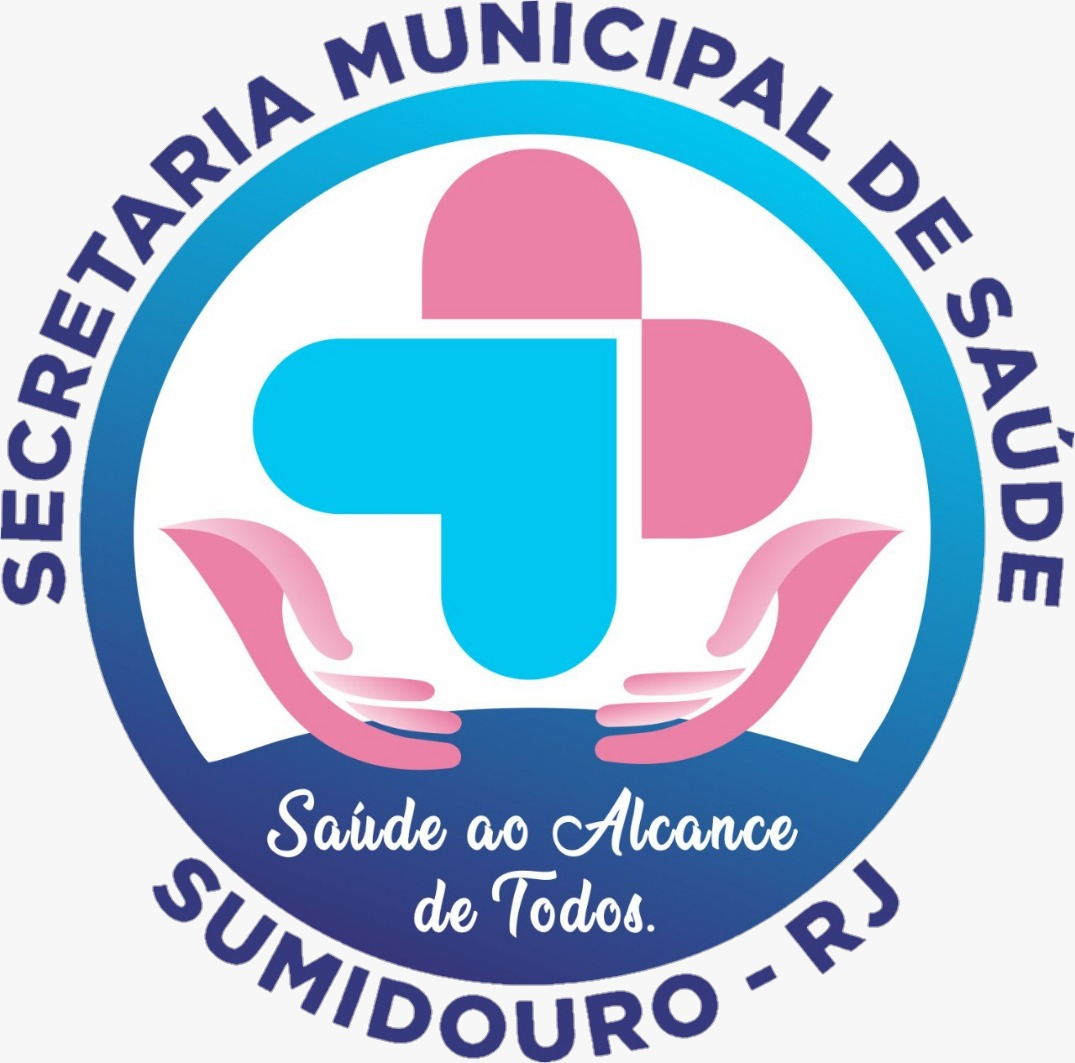 SECRETARIA MUNICIPAL DE SAÚDE
Saúde ao Alcance
de Todos.
SUMIDOURO - RJ